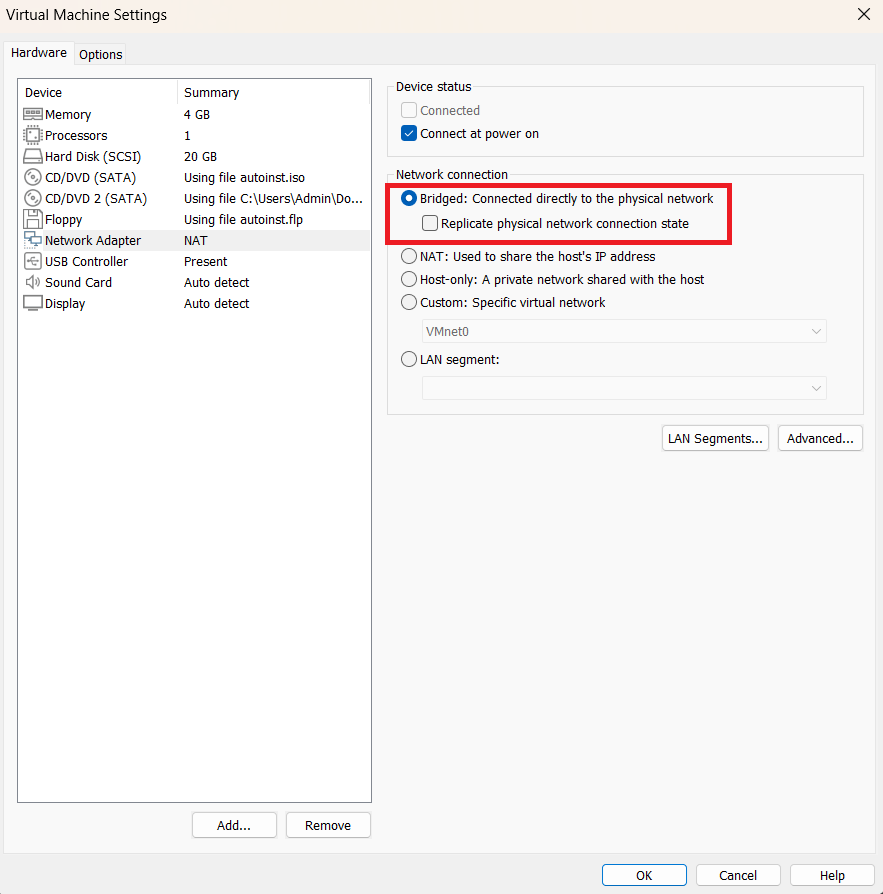 Virtual Machine Settings
Hardware Options
Device Summary
Memory 4 GB
Processors 1
Hard Disk (SCSI) 20 GB
CD/DVD (SATA) Using file autoinst.iso
CD/DVD 2 (SATA) Using file C:\Users\Admin\Do...
Floppy Using file autoinst.flp
Network Adapter NAT
USB Controller Present
Sound Card Auto detect
Display Auto detect
Add... Remove
Device status
Connected
Connect at power on
Network connection
Bridged: Connected directly to the physical network
Replicate physical network connection state
NAT: Used to share the host's IP address
Host-only: A private network shared with the host
Custom: Specific virtual network
VMnet0
LAN segment:
LAN Segments... Advanced...
OK Cancel Help